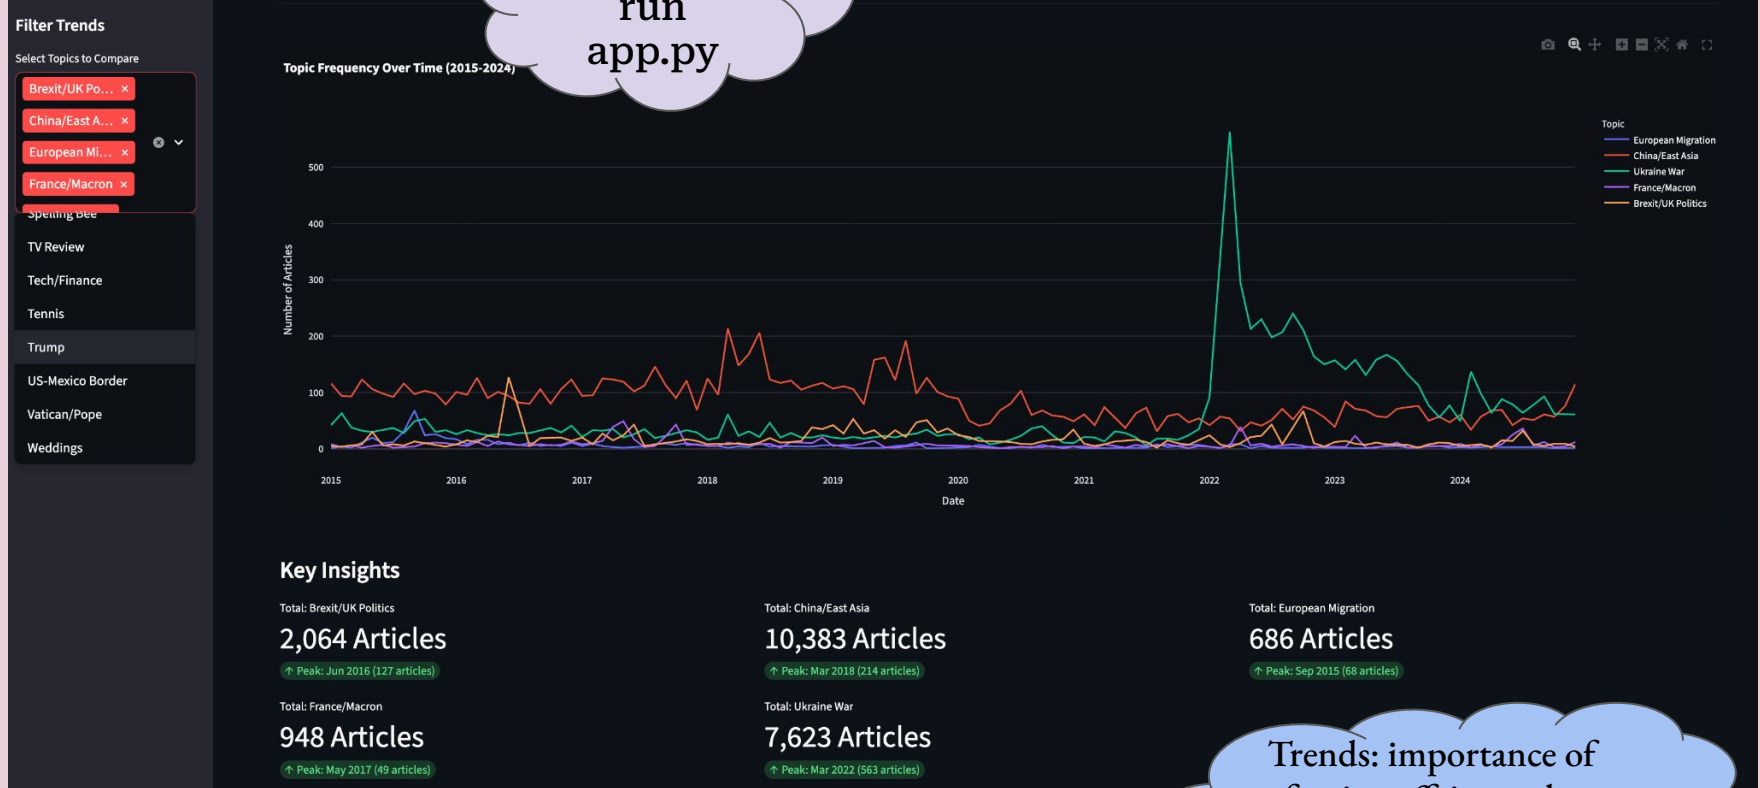 Filter Trends
Select Topics to Compare
Brexit/UK Po... ×
China/East A... ×
European Mi... ×
France/Macron ×
Spelling Bee
TV Review
Tech/Finance
Tennis
Trump
US-Mexico Border
Vatican/Pope
Weddings
run
app.py
Topic Frequency Over Time (2015-2024)
Topic
European Migration
China/East Asia
Ukraine War
France/Macron
Brexit/UK Politics
Number of Articles
500
400
300
200
100
0
2015 2016 2017 2018 2019 2020 2021 2022 2023 2024
Date
Key Insights
Total: Brexit/UK Politics
2,064 Articles
↑ Peak: Jun 2016 (127 articles)
Total: China/East Asia
10,383 Articles
↑ Peak: Mar 2018 (214 articles)
Total: European Migration
686 Articles
↑ Peak: Sep 2015 (68 articles)
Total: France/Macron
948 Articles
↑ Peak: May 2017 (49 articles)
Total: Ukraine War
7,623 Articles
↑ Peak: Mar 2022 (563 articles)
Trends: importance of